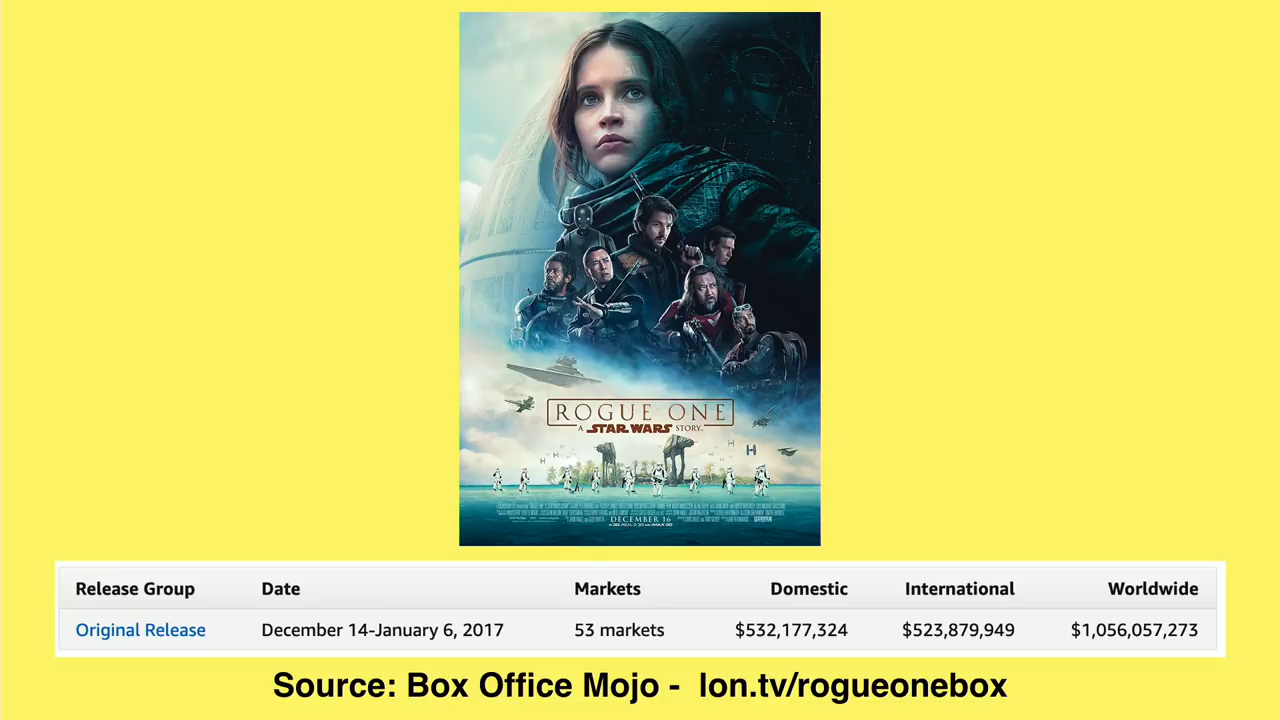 ROGUE ONE
A STAR WARS STORY
DECEMBER 16
Release Group Date Markets Domestic International Worldwide
Original Release December 14-January 6, 2017 53 markets $532,177,324 $523,879,949 $1,056,057,273
Source: Box Office Mojo - lon.tv/rogueonebox